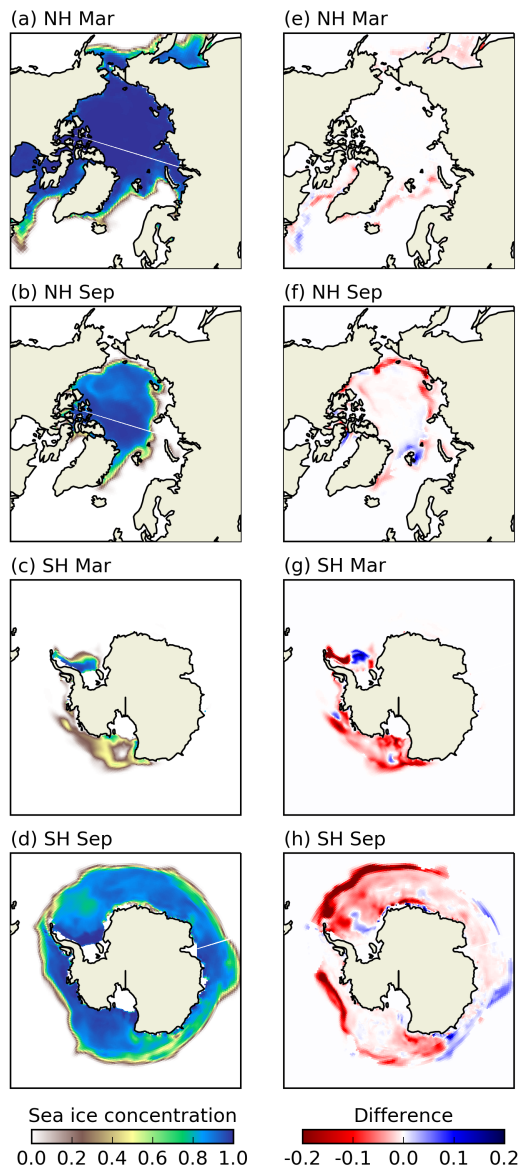 (a) NH Mar
(e) NH Mar
(b) NH Sep
(f) NH Sep
(c) SH Mar
(g) SH Mar
(d) SH Sep
(h) SH Sep
Sea ice concentration
0.0 0.2 0.4 0.6 0.8 1.0
Difference
-0.2 -0.1 0.0 0.1 0.2